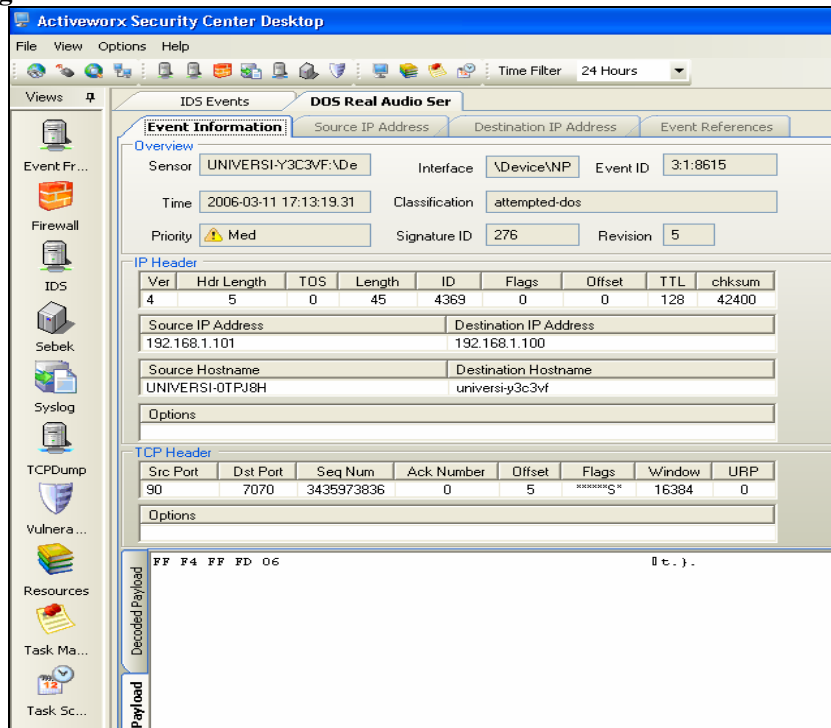 g
Activeworx Security Center Desktop
File View Options Help
Time Filter 24 Hours
Views
IDS Events DOS Real Audio Ser
Event Information Source IP Address Destination IP Address Event References
Event Fr...
Firewall
IDS
Sebek
Syslog
TCPDump
Vulnera...
Resources
Task Ma...
Task Sc...
Overview
Sensor UNIVERSI-Y3C3VF:\De Interface \Device\NP Event ID 3:1:8615
Time 2006-03-11 17:13:19.31 Classification attempted-dos
Priority Med Signature ID 276 Revision 5
IP Header
Ver Hdr Length TOS Length ID Flags Offset TTL chksum
4 5 0 45 4369 0 0 128 42400
Source IP Address Destination IP Address
192.168.1.101 192.168.1.100
Source Hostname Destination Hostname
UNIVERSI-0TPJ8H universi-y3c3vf
Options
TCP Header
Src Port Dst Port Seq Num Ack Number Offset Flags Window URP
90 7070 3435973836 0 5 ******S* 16384 0
Options
Decoded Payload
Payload
FF F4 FF FD 06 t.}.